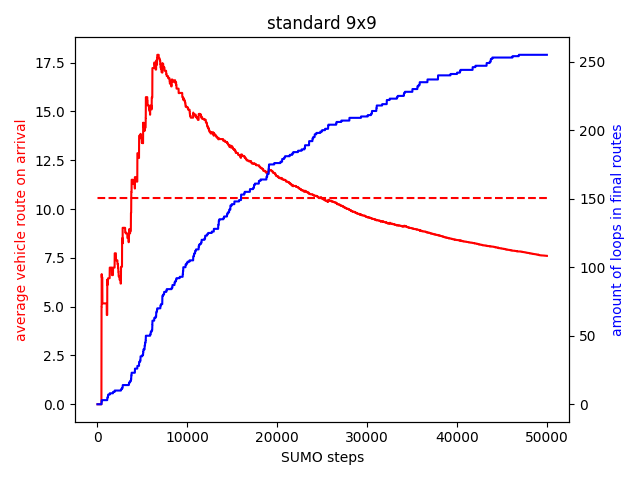 standard 9x9
average vehicle route on arrival
17.5
15.0
12.5
10.0
7.5
5.0
2.5
0.0
250
200
150
100
50
0
amount of loops in final routes
0 10000 20000 30000 40000 50000
SUMO steps